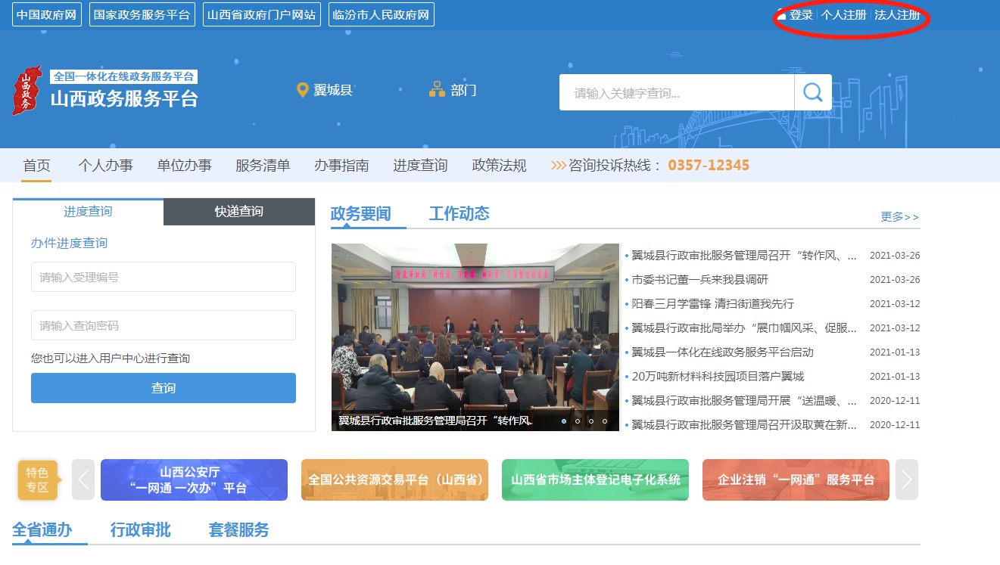 中国政府网 国家政务服务平台 山西省政府门户网站 临汾市人民政府网 登录 个人注册 法人注册
山西政务
全国一体化在线政务服务平台
山西政务服务平台
翼城县 部门
请输入关键字查询...
首页 个人办事 单位办事 服务清单 办事指南 进度查询 政策法规 >>>咨询投诉热线： 0357-12345
进度查询 快递查询
办件进度查询
请输入受理编号
请输入查询密码
您也可以进入用户中心进行查询
查询
政务要闻 工作动态 更多>>
翼城县行政审批服务管理局召开“转作风..
翼城县行政审批服务管理局召开“转作风、... 2021-03-26
市委书记董一兵来我县调研 2021-03-26
阳春三月学雷锋 清扫街道我先行 2021-03-12
翼城县行政审批局举办“展巾帼风采、促服... 2021-03-12
翼城县一体化在线政务服务平台启动 2021-01-13
20万吨新材料科技园项目落户翼城 2021-01-13
翼城县行政审批服务管理局开展“送温暖、... 2020-12-11
翼城县行政审批服务管理局召开汲取黄在新... 2020-12-11
特色
专区
山西公安厅
“一网通 一次办”平台
全国公共资源交易平台（山西省）
山西省市场主体登记电子化系统
企业注销“一网通”服务平台
全省通办 行政审批 套餐服务